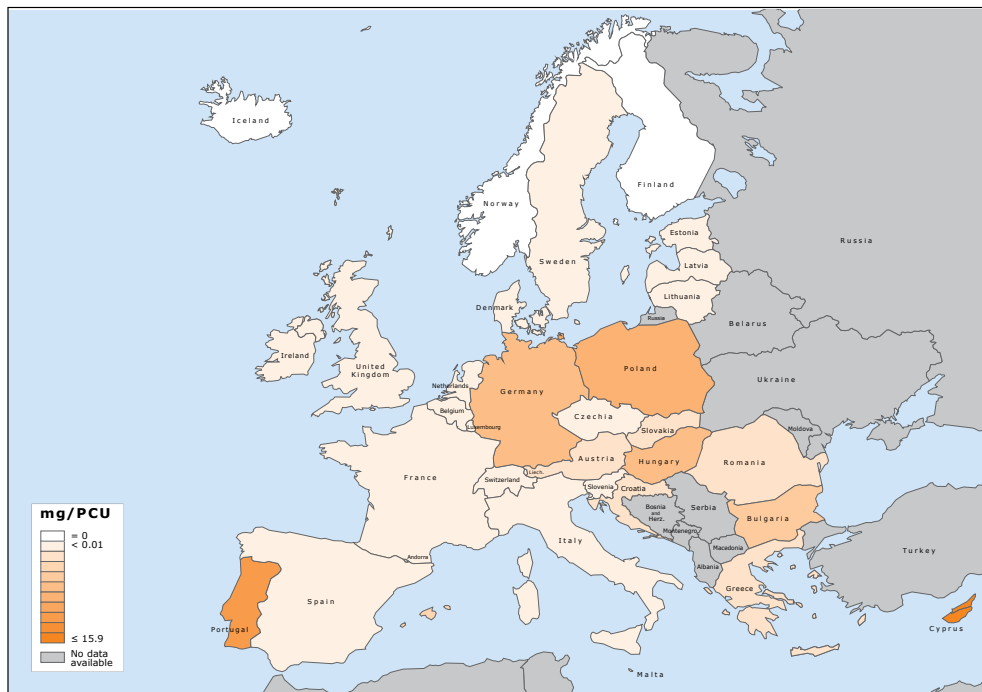 Iceland
Finland
Norway
Sweden
Estonia
Russia
Latvia
Lithuania
Denmark
Russia
Belarus
Ireland
United
Kingdom
Netherlands
Germany
Poland
Ukraine
Belgium
Luxembourg
Czechia
Slovakia
Moldova
France
Liech.
Austria
Hungary
Romania
Switzerland
Slovenia
Croatia
Bosnia
and
Herz.
Serbia
Bulgaria
Montenegro
Italy
Macedonia
Albania
Turkey
Andorra
Spain
Greece
Portugal
Cyprus
Malta
mg/PCU
= 0
< 0.01
≤ 15.9
No data
available